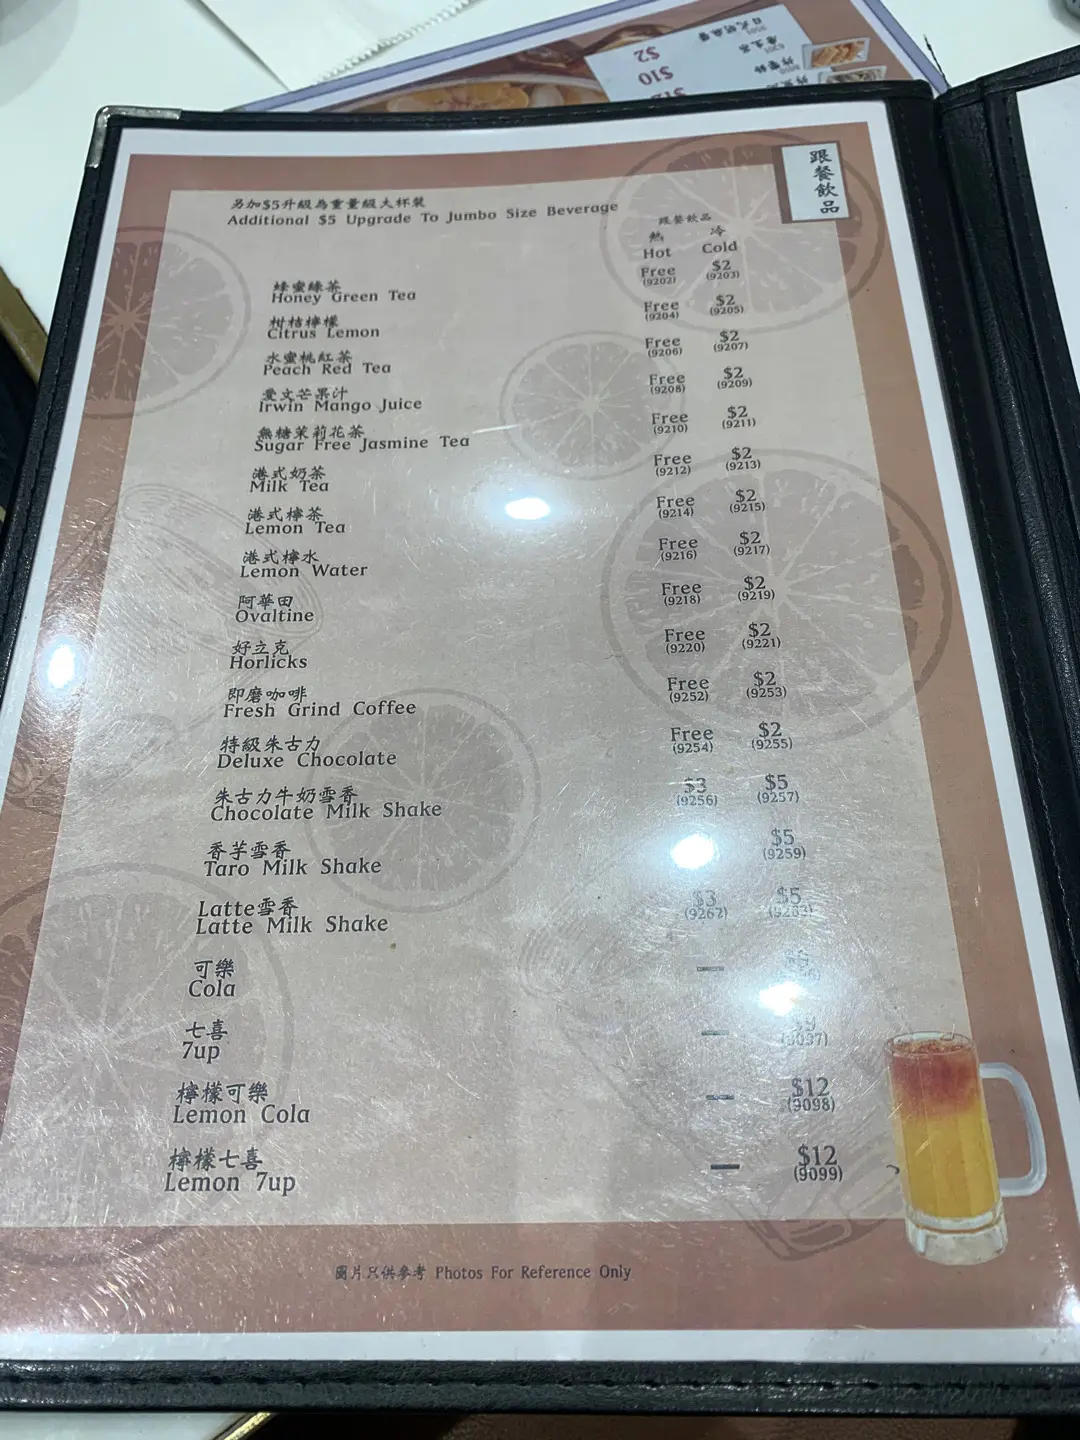 $2
$10
跟餐飲品
另加$5升級為重量級大杯裝
Additional $5 Upgrade To Jumbo Size Beverage
跟餐飲品
熱 冷
Hot Cold
蜂蜜綠茶 Free $2
Honey Green Tea (9202) (9203)
柑桔檸檬 Free $2
Citrus Lemon (9204) (9205)
水蜜桃紅茶 Free $2
Peach Red Tea (9206) (9207)
愛文芒果汁 Free $2
Irwin Mango Juice (9208) (9209)
無糖茉莉花茶 Free $2
Sugar Free Jasmine Tea (9210) (9211)
港式奶茶 Free $2
Milk Tea (9212) (9213)
港式檸茶 Free $2
Lemon Tea (9214) (9215)
港式檸水 Free $2
Lemon Water (9216) (9217)
阿華田 Free $2
Ovaltine (9218) (9219)
好立克 Free $2
Horlicks (9220) (9221)
即磨咖啡 Free $2
Fresh Grind Coffee (9252) (9253)
特級朱古力 Free $2
Deluxe Chocolate (9254) (9255)
朱古力牛奶雪香 $3 $5
Chocolate Milk Shake (9256) (9257)
香芋雪香 $5
Taro Milk Shake (9259)
Latte雪香 $3 $5
Latte Milk Shake (9262)
可樂 —
Cola
七喜 —
7up
檸檬可樂 — $12
Lemon Cola (9098)
檸檬七喜 — $12
Lemon 7up (9099)
圖片只供參考 Photos For Reference Only